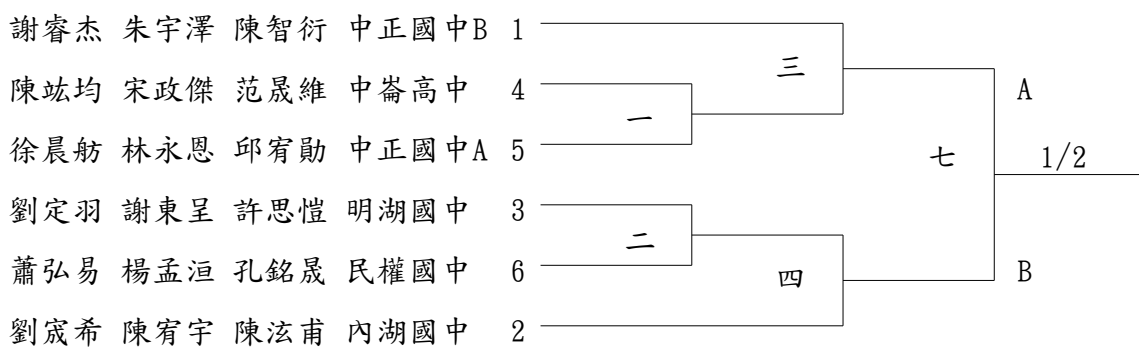 謝睿杰 朱宇澤 陳智衍 中正國中B 1
三
陳竑均 宋政傑 范晟維 中崙高中 4
A
一
徐晨舫 林永恩 邱宥勛 中正國中A 5
七 1/2
劉定羽 謝東呈 許思愷 明湖國中 3
二
蕭弘易 楊孟洹 孔銘晟 民權國中 6
四 B
劉宬希 陳宥宇 陳泫甫 內湖國中 2